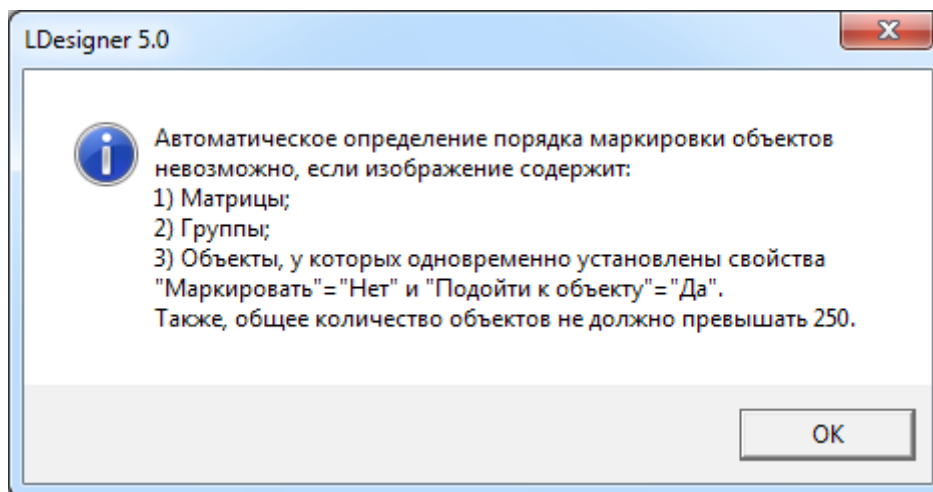 LDesigner 5.0
Автоматическое определение порядка маркировки объектов
невозможно, если изображение содержит:
1) Матрицы;
2) Группы;
3) Объекты, у которых одновременно установлены свойства
"Маркировать"="Нет" и "Подойти к объекту"="Да".
Также, общее количество объектов не должно превышать 250.
OK